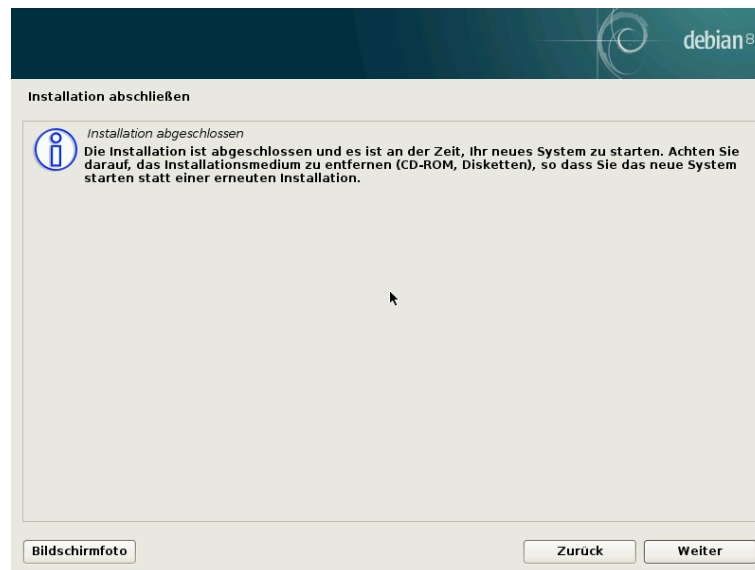 debian 8
Installation abschließen
Installation abgeschlossen
Die Installation ist abgeschlossen und es ist an der Zeit, Ihr neues System zu starten. Achten Sie
darauf, das Installationsmedium zu entfernen (CD-ROM, Disketten), so dass Sie das neue System
starten statt einer erneuten Installation.
Bildschirmfoto
Zurück
Weiter